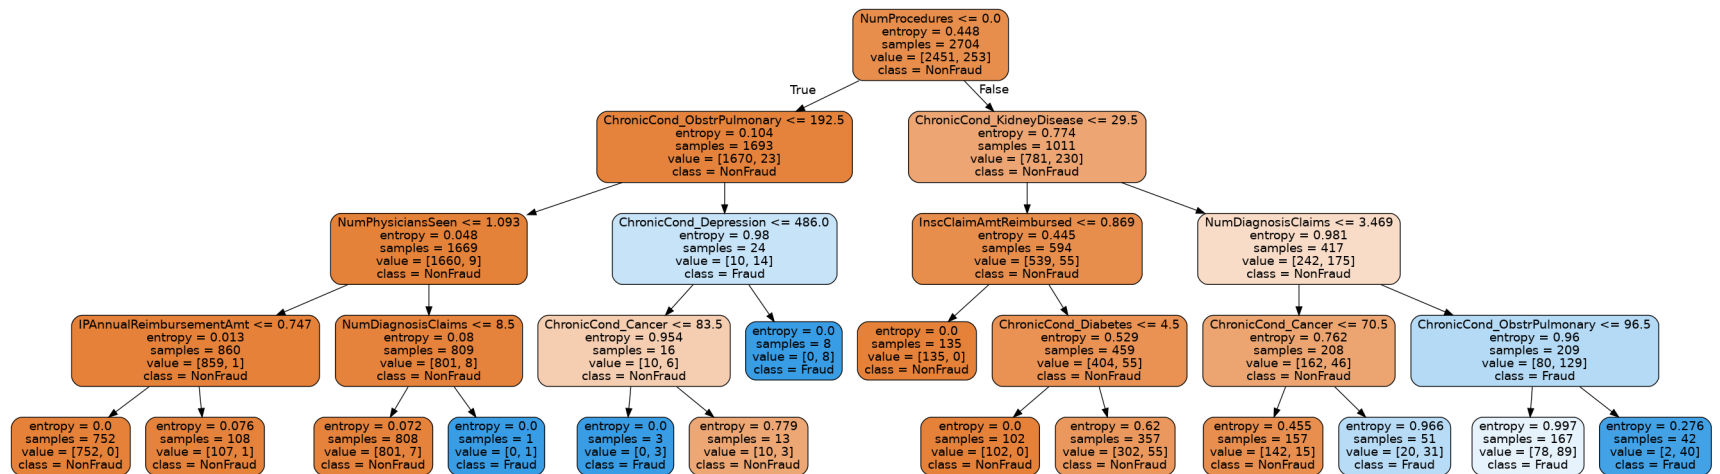 NumProcedures <= 0.0
entropy = 0.448
samples = 2704
value = [2451, 253]
class = NonFraud
True
False
ChronicCond_ObstrPulmonary <= 192.5
entropy = 0.104
samples = 1693
value = [1670, 23]
class = NonFraud
ChronicCond_KidneyDisease <= 29.5
entropy = 0.774
samples = 1011
value = [781, 230]
class = NonFraud
NumPhysiciansSeen <= 1.093
entropy = 0.048
samples = 1669
value = [1660, 9]
class = NonFraud
ChronicCond_Depression <= 486.0
entropy = 0.98
samples = 24
value = [10, 14]
class = Fraud
InscClaimAmtReimbursed <= 0.869
entropy = 0.445
samples = 594
value = [539, 55]
class = NonFraud
NumDiagnosisClaims <= 3.469
entropy = 0.981
samples = 417
value = [242, 175]
class = NonFraud
IPAnnualReimbursementAmt <= 0.747
entropy = 0.013
samples = 860
value = [859, 1]
class = NonFraud
NumDiagnosisClaims <= 8.5
entropy = 0.08
samples = 809
value = [801, 8]
class = NonFraud
ChronicCond_Cancer <= 83.5
entropy = 0.954
samples = 16
value = [10, 6]
class = NonFraud
entropy = 0.0
samples = 8
value = [0, 8]
class = Fraud
entropy = 0.0
samples = 135
value = [135, 0]
class = NonFraud
ChronicCond_Diabetes <= 4.5
entropy = 0.529
samples = 459
value = [404, 55]
class = NonFraud
ChronicCond_Cancer <= 70.5
entropy = 0.762
samples = 208
value = [162, 46]
class = NonFraud
ChronicCond_ObstrPulmonary <= 96.5
entropy = 0.96
samples = 209
value = [80, 129]
class = Fraud
entropy = 0.0
samples = 752
value = [752, 0]
class = NonFraud
entropy = 0.076
samples = 108
value = [107, 1]
class = NonFraud
entropy = 0.072
samples = 808
value = [801, 7]
class = NonFraud
entropy = 0.0
samples = 1
value = [0, 1]
class = Fraud
entropy = 0.0
samples = 3
value = [0, 3]
class = Fraud
entropy = 0.779
samples = 13
value = [10, 3]
class = NonFraud
entropy = 0.0
samples = 102
value = [102, 0]
class = NonFraud
entropy = 0.62
samples = 357
value = [302, 55]
class = NonFraud
entropy = 0.455
samples = 157
value = [142, 15]
class = NonFraud
entropy = 0.966
samples = 51
value = [20, 31]
class = Fraud
entropy = 0.997
samples = 167
value = [78, 89]
class = Fraud
entropy = 0.276
samples = 42
value = [2, 40]
class = Fraud